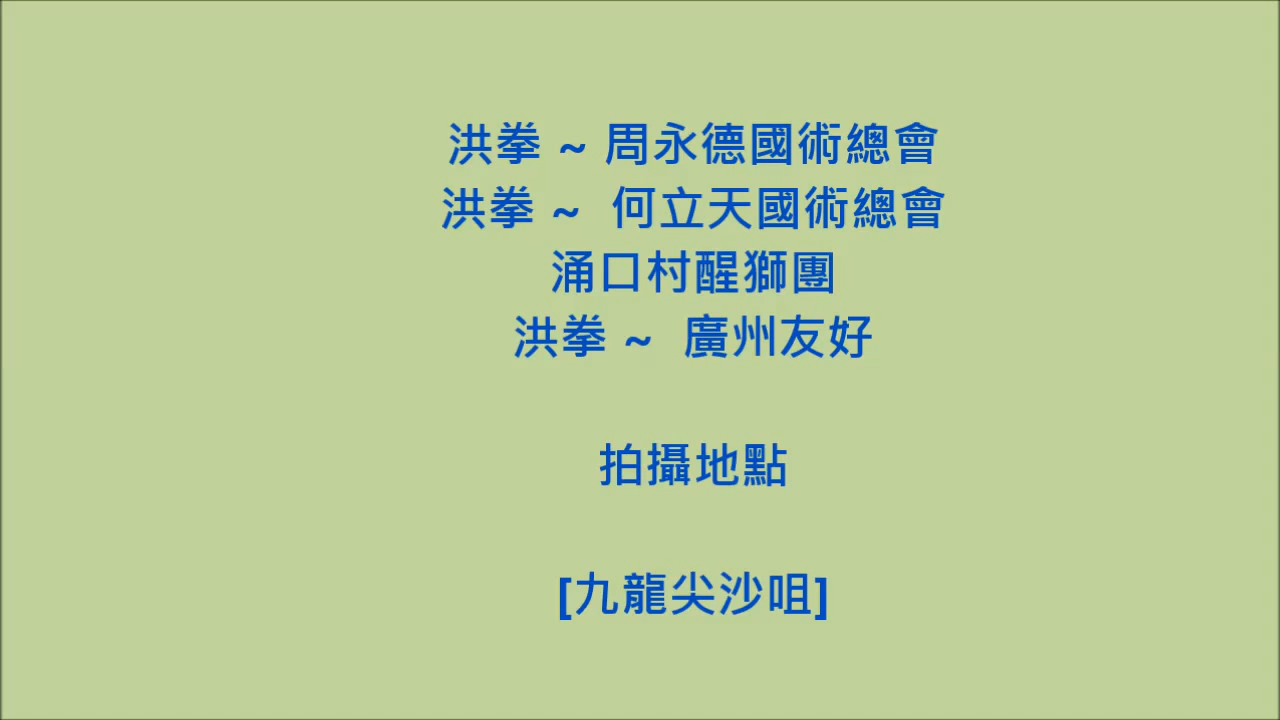 洪拳 ~ 周永德國術總會
洪拳 ~ 何立天國術總會
涌口村醒獅團
洪拳 ~ 廣州友好
拍攝地點
[九龍尖沙咀]